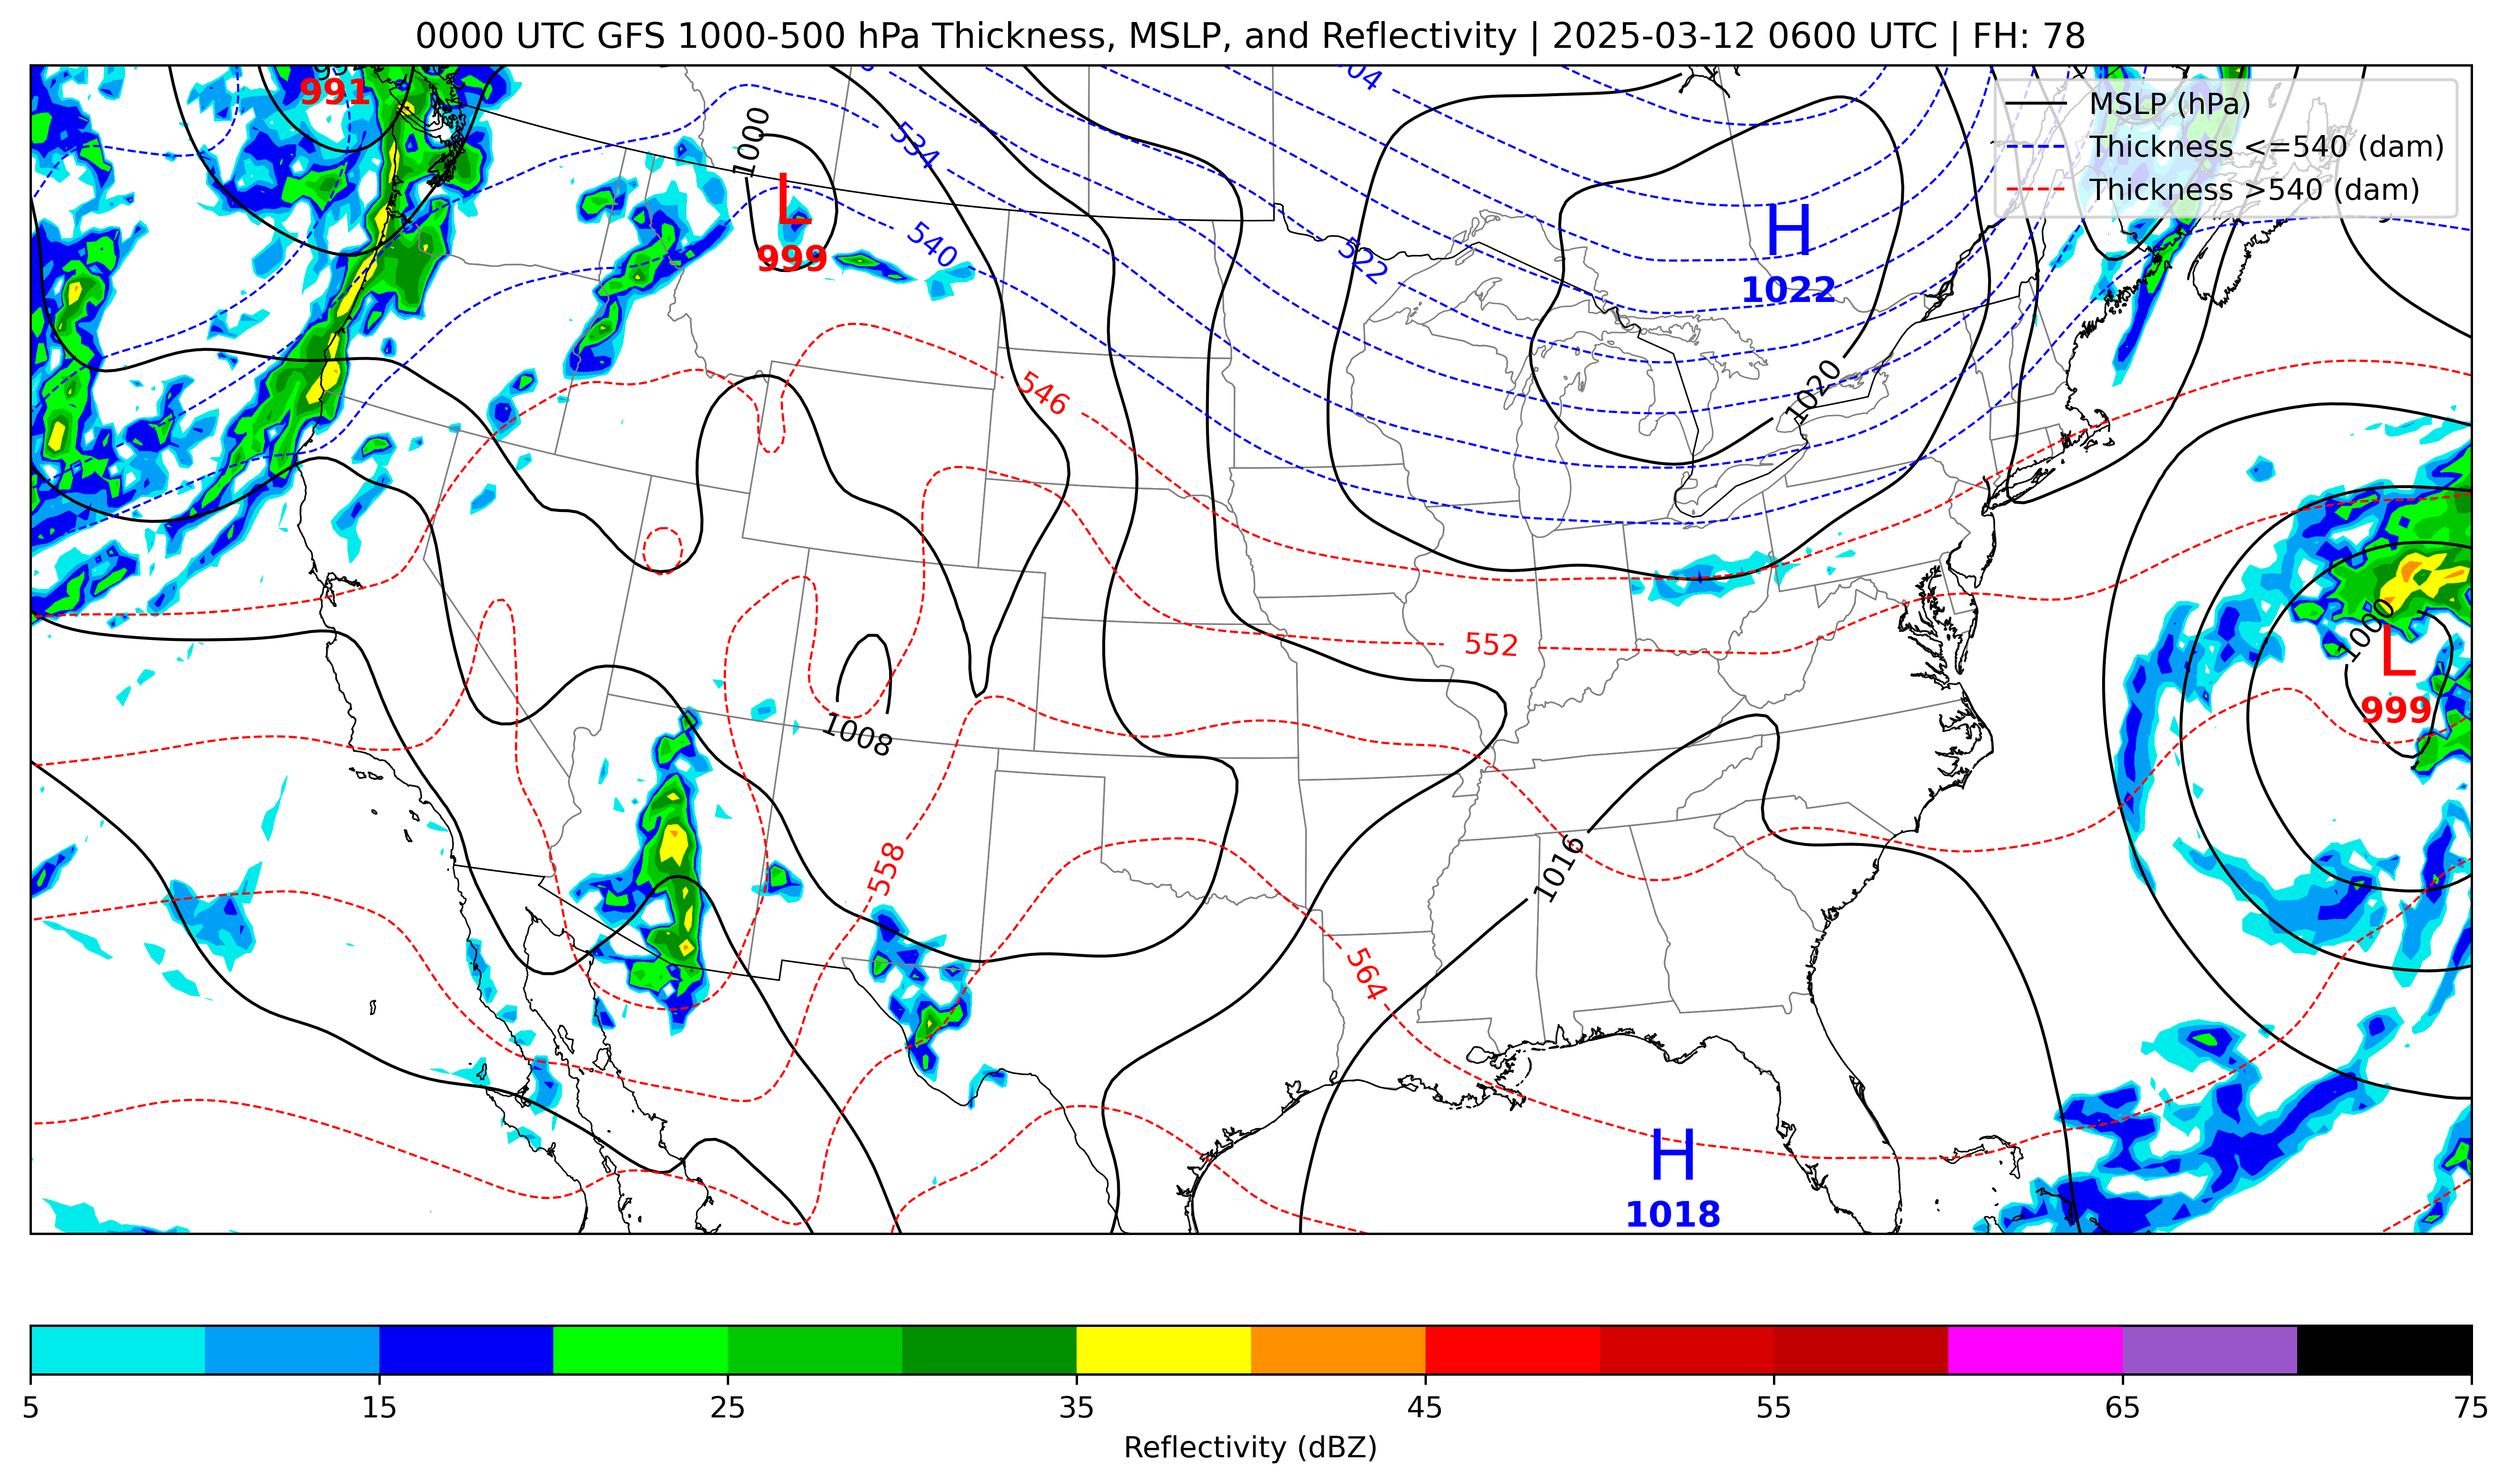 0000 UTC GFS 1000-500 hPa Thickness, MSLP, and Reflectivity | 2025-03-12 0600 UTC | FH: 78
991
MSLP (hPa)
Thickness <=540 (dam)
Thickness >540 (dam)
1000
534
L
999
540
522
H
1022
546
1020
552
1000
L
999
1008
558
1016
564
H
1018
5
15
25
35
45
55
65
75
Reflectivity (dBZ)